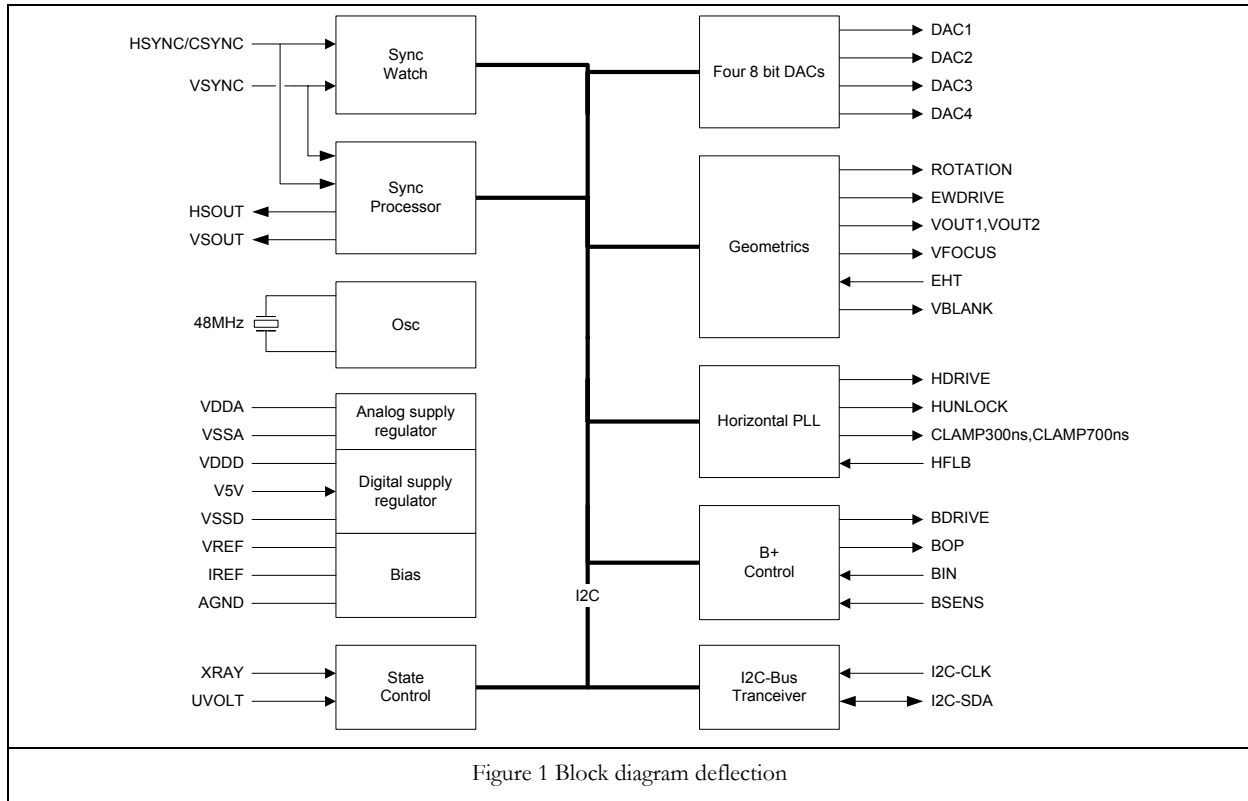 HSYNC/CSYNC
VSYNC
HSOUT
VSOUT
48MHz
VDDA
VSSA
VDDD
V5V
VSSD
VREF
IREF
AGND
XRAY
UVOLT
Sync
Watch
Sync
Processor
Osc
Analog supply
regulator
Digital supply
regulator
Bias
State
Control
I2C
Four 8 bit DACs
Geometrics
Horizontal PLL
B+
Control
I2C-Bus
Tranceiver
DAC1
DAC2
DAC3
DAC4
ROTATION
EWDRIVE
VOUT1,VOUT2
VFOCUS
EHT
VBLANK
HDRIVE
HUNLOCK
CLAMP300ns,CLAMP700ns
HFLB
BDRIVE
BOP
BIN
BSENS
I2C-CLK
I2C-SDA
Figure 1 Block diagram deflection